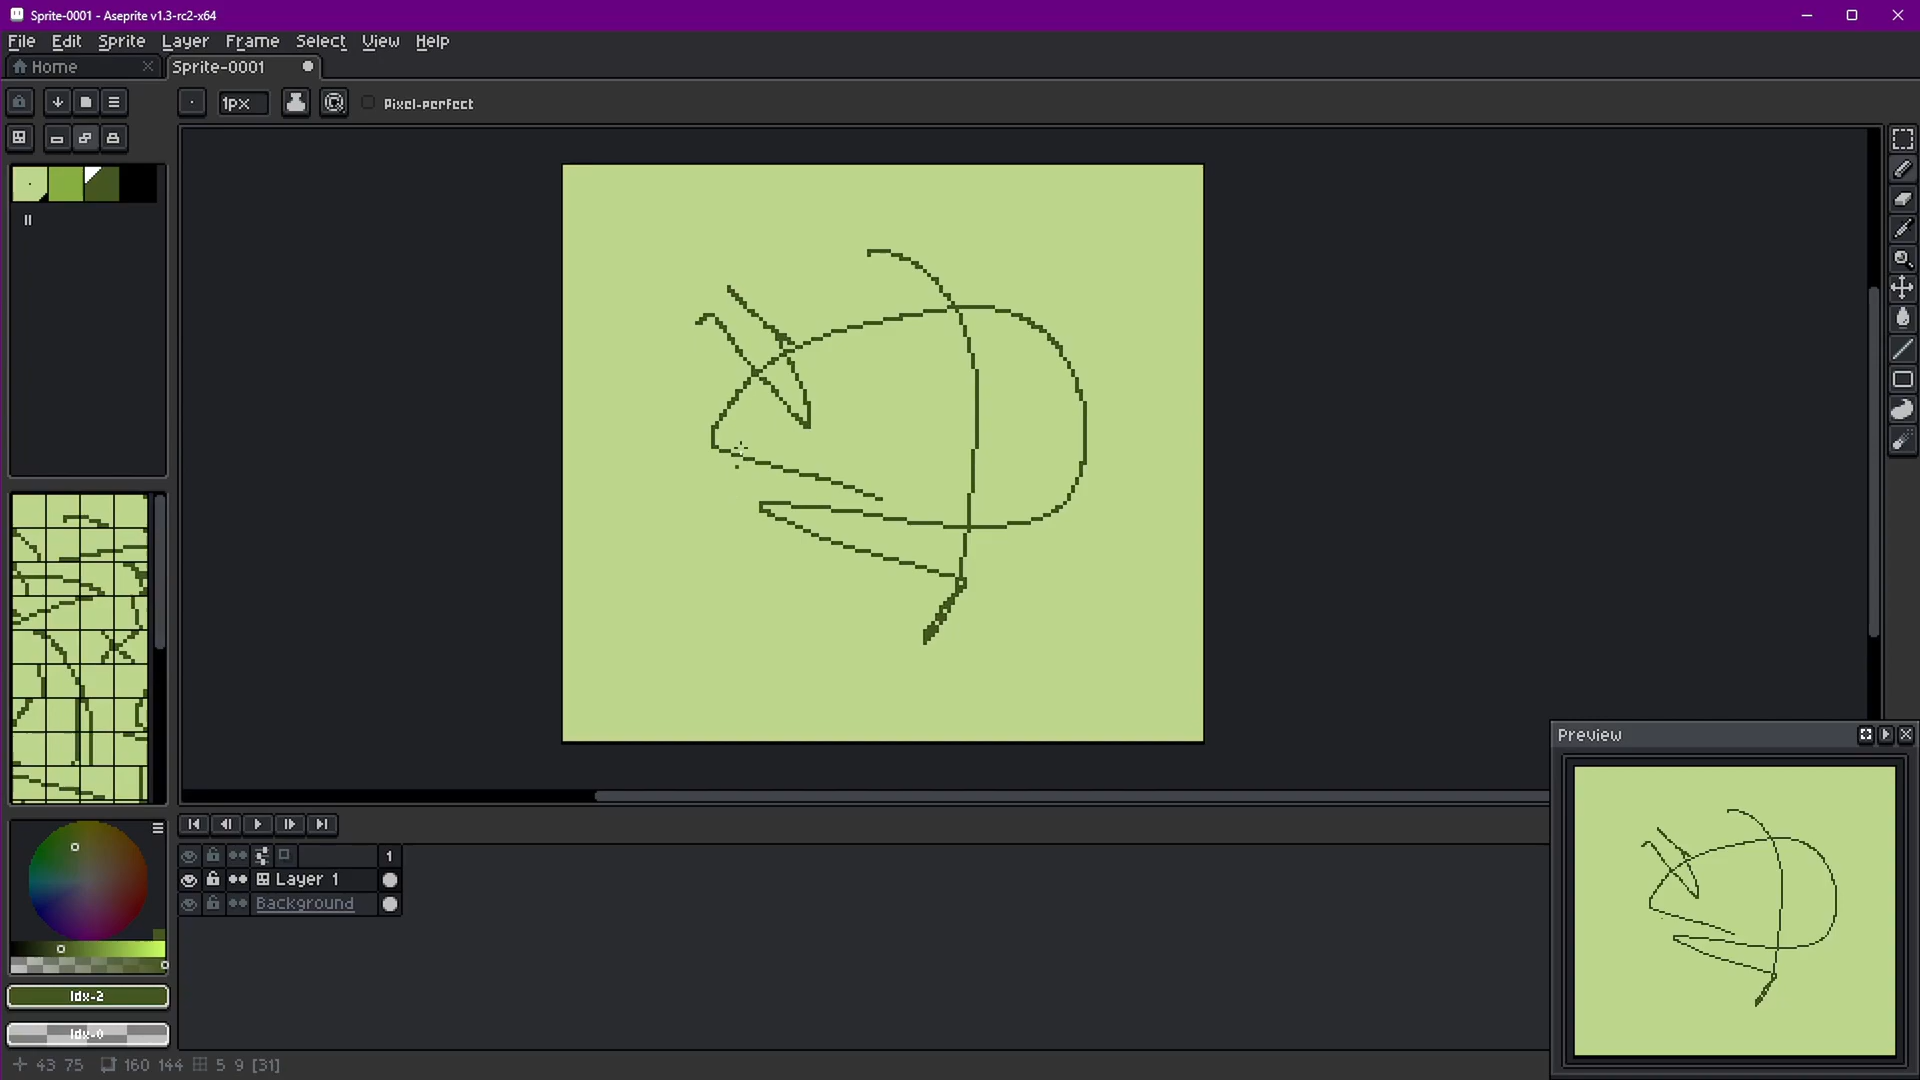 Sprite-0001 - Aseprite v1.3-rc2-x64
File Edit Sprite Layer Frame Select View Help
Home Sprite-0001
1px Pixel-perfect
Preview
1
Layer 1
Background
Idx-2
Idx-0
43 75 160 144 5 9 [31]